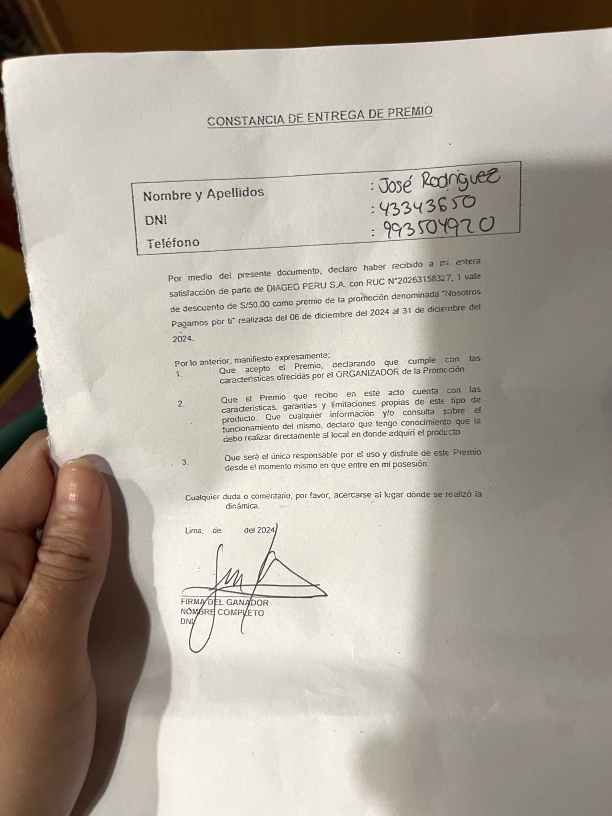 CONSTANCIA DE ENTREGA DE PREMIO
Nombre y Apellidos : José Rodriguez
DNI : 43343650
Teléfono : 993504920
Por medio del presente documento, declaro haber recibido a mi entera
satisfacción de parte de DIAGEO PERU S.A. con RUC N°20263158327, 1 vale
de descuento de S/50.00 como premio de la promoción denominada "Nosotros
Pagamos por ti" realizada del 06 de diciembre del 2024 al 31 de diciembre del
2024.
Por lo anterior, manifiesto expresamente:
1. Que acepto el Premio, declarando que cumple con las
características ofrecidas por el ORGANIZADOR de la Promoción
2. Que el Premio que recibo en este acto cuenta con las
características, garantías y limitaciones propias de este tipo de
producto. Que cualquier información y/o consulta sobre el
funcionamiento del mismo, declaro que tengo conocimiento que la
debo realizar directamente al local en donde adquirí el producto
3. Que seré el único responsable por el uso y disfrute de este Premio
desde el momento mismo en que entre en mi posesión
Cualquier duda o comentario, por favor, acercarse al lugar donde se realizó la
dinámica.
Lima, de del 2024
FIRMA DEL GANADOR
NOMBRE COMPLETO
DNI